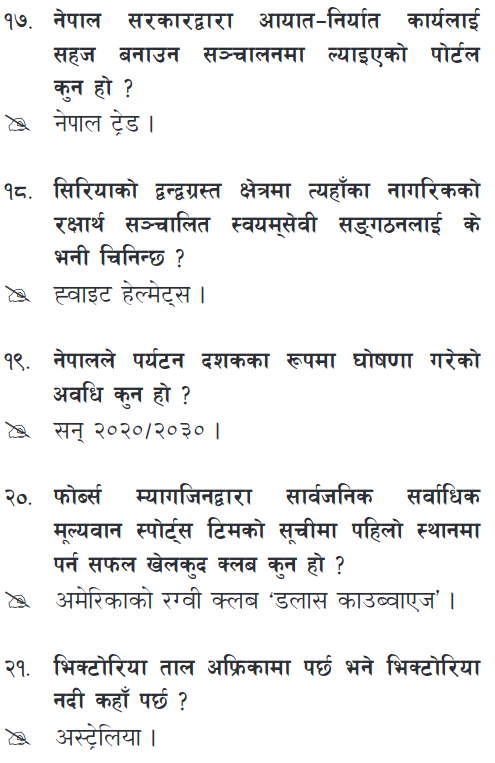 १७. नेपाल सरकारद्वारा आयात-निर्यात कार्यलाई
सहज बनाउन सञ्चालनमा ल्याइएको पोर्टल
कुन हो ?
नेपाल ट्रेड ।
१८. सिरियाको द्वन्द्वग्रस्त क्षेत्रमा त्यहाँका नागरिकको
रक्षार्थ सञ्चालित स्वयम्‌सेवी सङ्गठनलाई के
भनी चिनिन्छ ?
ह्वाइट हेल्मेट्स ।
१९. नेपालले पर्यटन दशकका रूपमा घोषणा गरेको
अवधि कुन हो ?
सन् २०२०/२०३० ।
२०. फोर्ब्स म्यागजिनद्वारा सार्वजनिक सर्वाधिक
मूल्यवान स्पोर्ट्स टिमको सूचीमा पहिलो स्थानमा
पर्न सफल खेलकुद क्लब कुन हो ?
अमेरिकाको रग्वी क्लब ‘डलास काउब्वाएज’ ।
२१. भिक्टोरिया ताल अफ्रिकामा पर्छ भने भिक्टोरिया
नदी कहाँ पर्छ ?
अस्ट्रेलिया ।